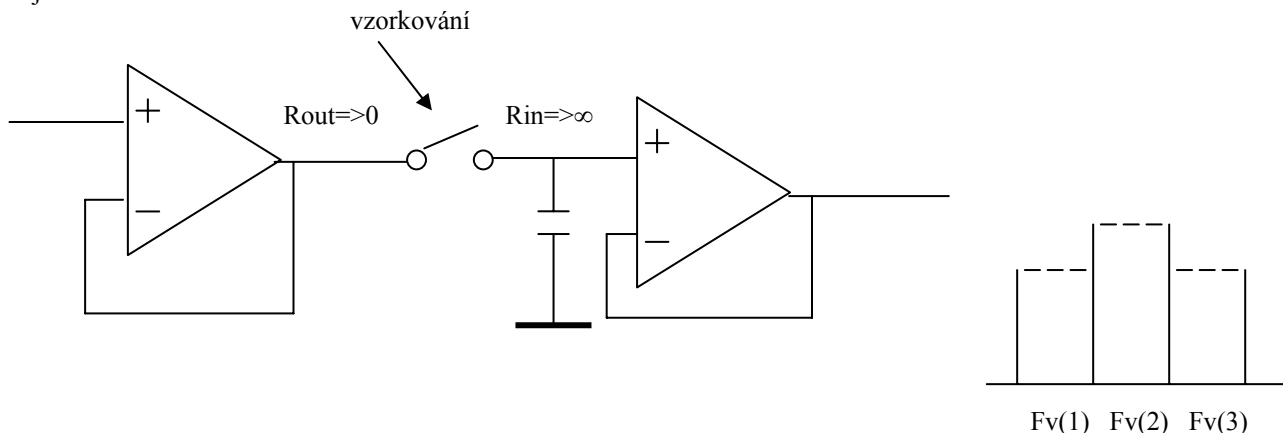 vzorkování
Rout=>0 Rin=>∞
+
−
+
−
Fv(1) Fv(2) Fv(3)